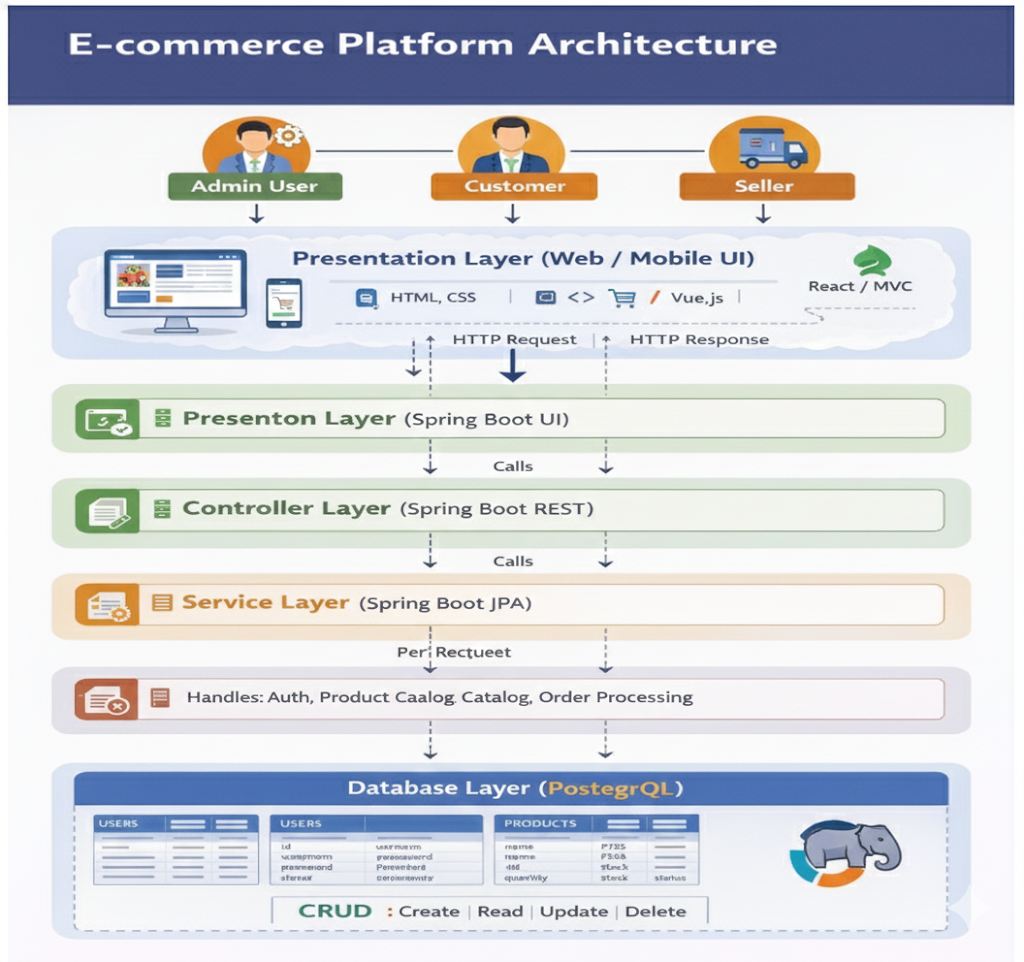 E-commerce Platform Architecture
Admin User
Customer
Seller
Presentation Layer (Web / Mobile UI)
HTML, CSS | <> / Vue.js |
React / MVC
HTTP Request | HTTP Response
Presenton Layer (Spring Boot UI)
Calls
Controller Layer (Spring Boot REST)
Calls
Service Layer (Spring Boot JPA)
Per Rectueet
Handles: Auth, Product Caalog. Catalog, Order Processing
Database Layer (PostegrQL)
USERS
USERS
PRODUCTS
CRUD : Create | Read | Update | Delete